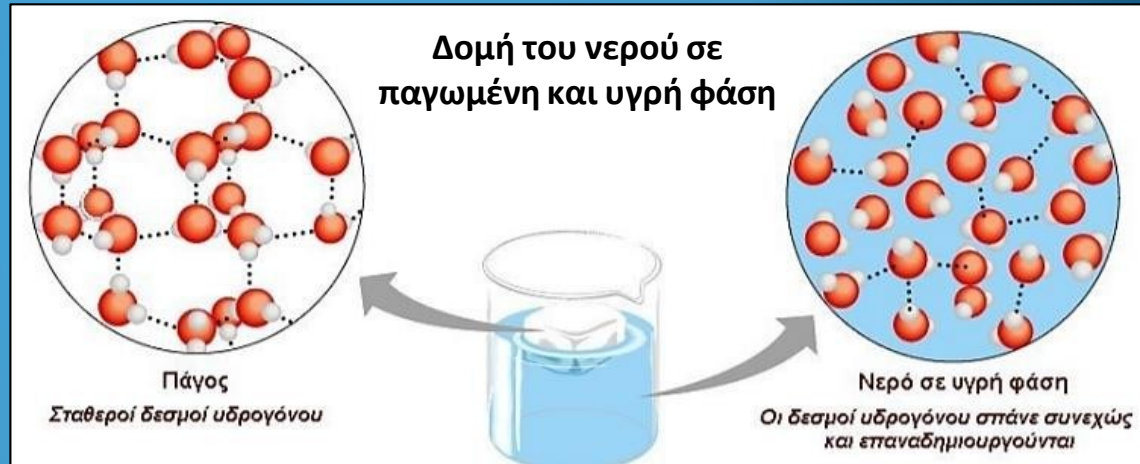 Δομή του νερού σε
παγωμένη και υγρή φάση
Πάγος
Σταθεροί δεσμοί υδρογόνου
Νερό σε υγρή φάση
Οι δεσμοί υδρογόνου σπάνε συνεχώς
και επαναδημιουργούνται